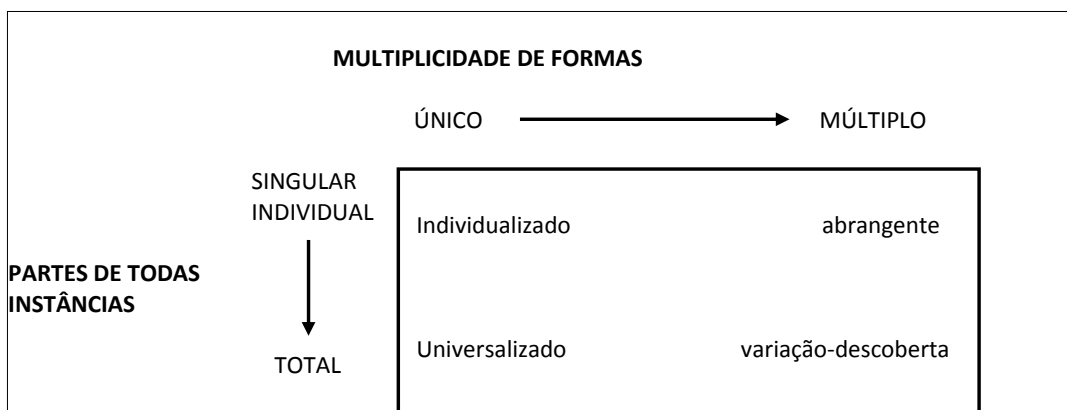 MULTIPLICIDADE DE FORMAS
ÚNICO MÚLTIPLO
SINGULAR
INDIVIDUAL
Individualizado abrangente
PARTES DE TODAS
INSTÂNCIAS
Universalizado variação-descoberta
TOTAL